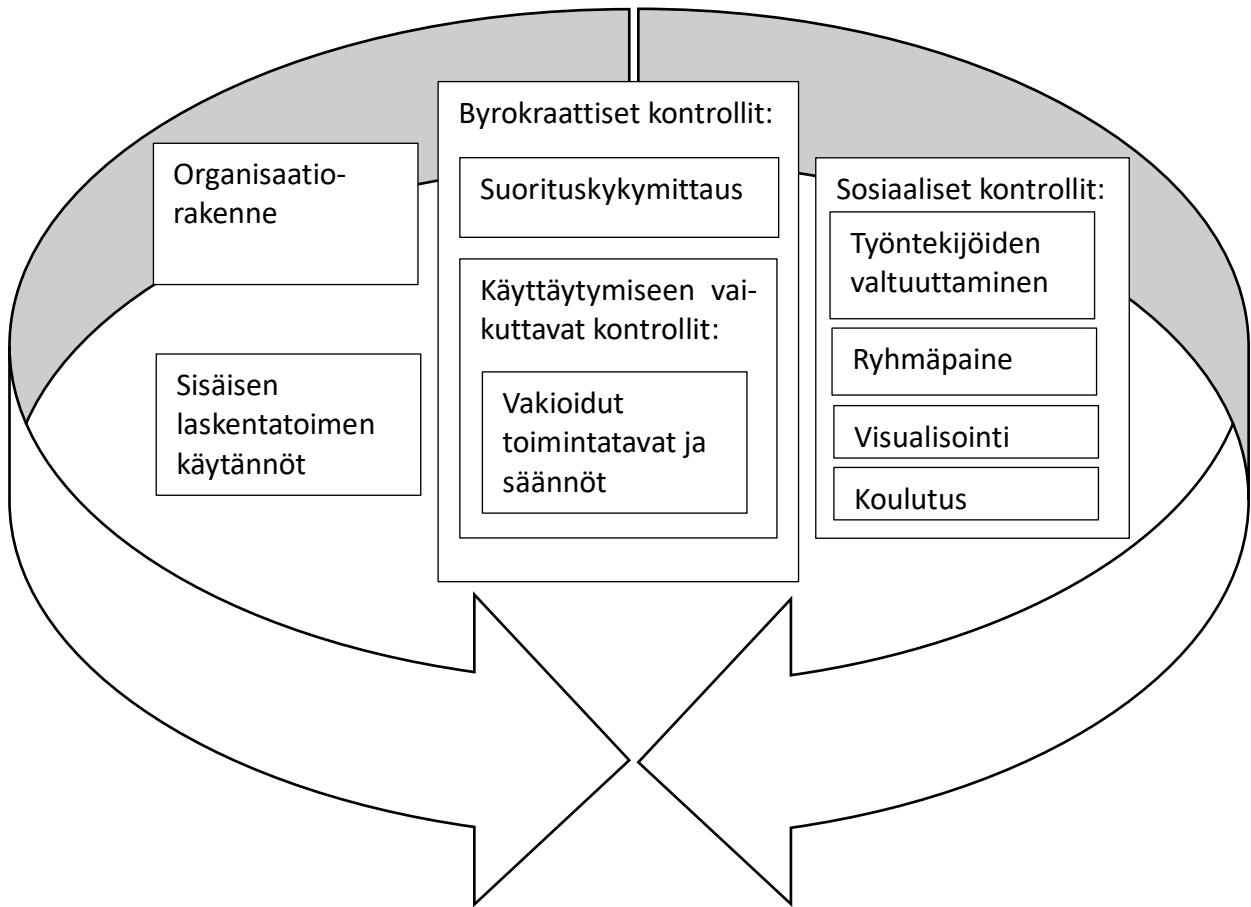 Organisaatio-
rakenne
Sisäisen
laskentatoimen
käytännöt
Byrokraattiset kontrollit:
Suorituskykymittaus
Käyttäytymiseen vai-
kuttavat kontrollit:
Vakioidut
toimintatavat ja
säännöt
Sosiaaliset kontrollit:
Työntekijöiden
valtuuttaminen
Ryhmäpaine
Visualisointi
Koulutus